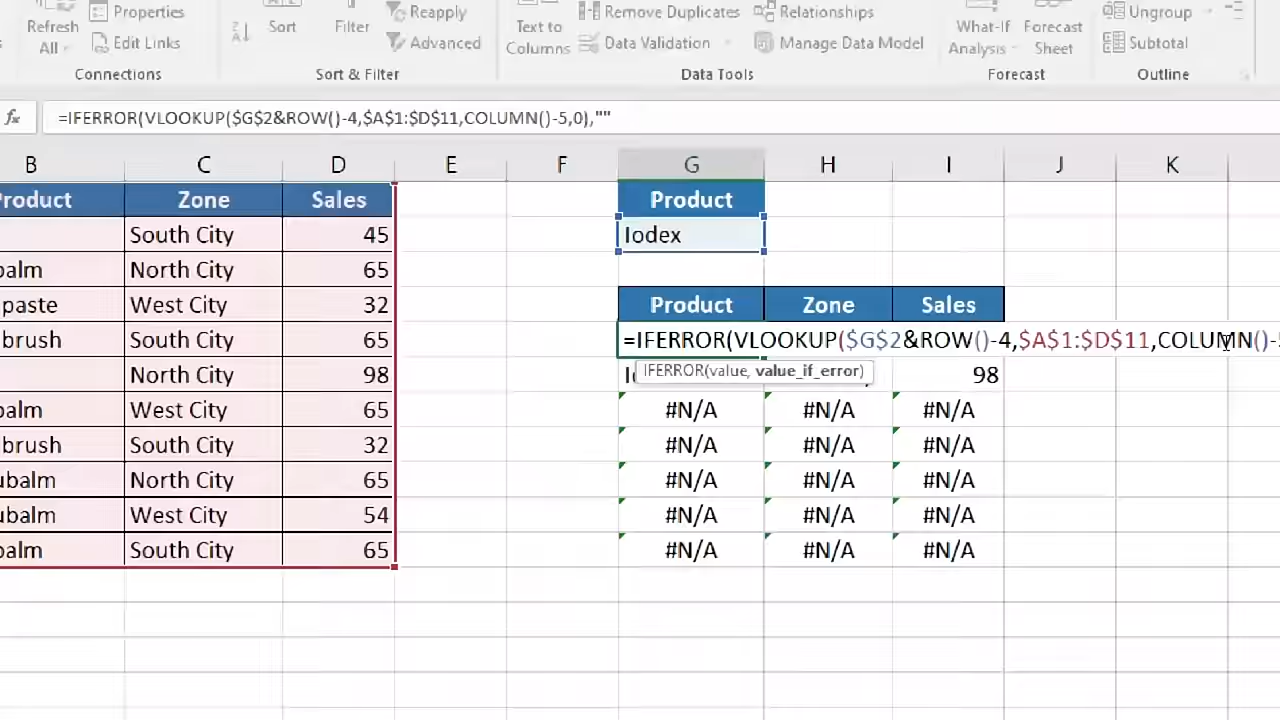 Refresh All
Properties
Edit Links
Connections
Sort
Filter
Reapply
Advanced
Sort & Filter
Text to Columns
Remove Duplicates
Data Validation
Relationships
Manage Data Model
Data Tools
What-If Analysis
Forecast Sheet
Forecast
Ungroup
Subtotal
Outline
fx =IFERROR(VLOOKUP($G$2&ROW()-4,$A$1:$D$11,COLUMN()-5,0),""
B C D E F G H I J K
Product Zone Sales Product
South City 45 Iodex
balm North City 65
paste West City 32 Product Zone Sales
brush South City 65 =IFERROR(VLOOKUP($G$2&ROW()-4,$A$1:$D$11,COLUMN()-5
IFERROR(value, value_if_error)
North City 98 98
balm West City 65 #N/A #N/A #N/A
brush South City 32 #N/A #N/A #N/A
ubalm North City 65 #N/A #N/A #N/A
ubalm West City 54 #N/A #N/A #N/A
balm South City 65 #N/A #N/A #N/A